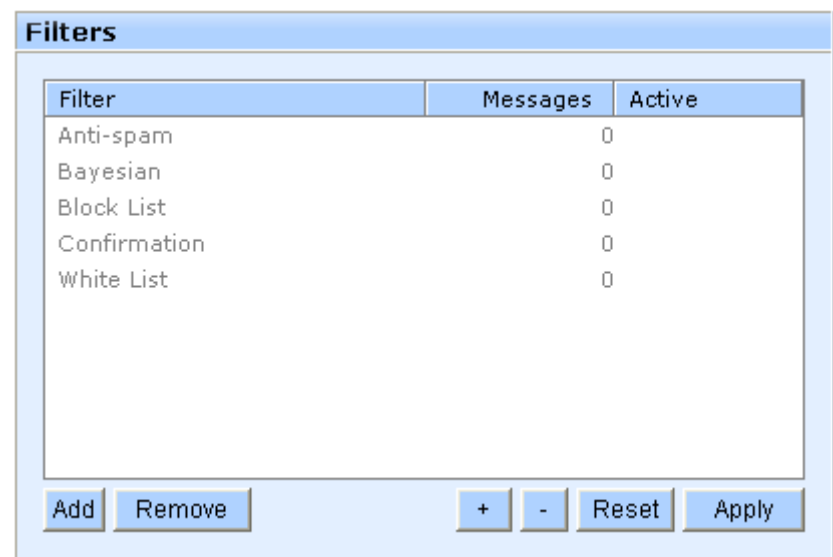 Filters
Filter Messages Active
Anti-spam 0
Bayesian 0
Block List 0
Confirmation 0
White List 0
Add Remove + - Reset Apply